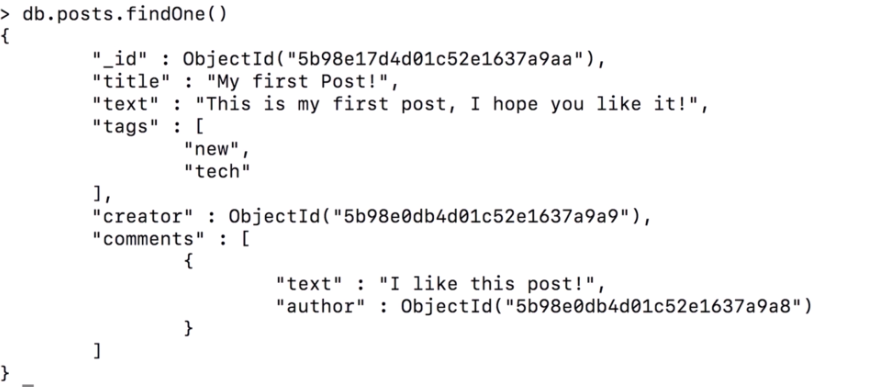 > db.posts.findOne()
{
"_id" : ObjectId("5b98e17d4d01c52e1637a9aa"),
"title" : "My first Post!",
"text" : "This is my first post, I hope you like it!",
"tags" : [
"new",
"tech"
],
"creator" : ObjectId("5b98e0db4d01c52e1637a9a9"),
"comments" : [
{
"text" : "I like this post!",
"author" : ObjectId("5b98e0db4d01c52e1637a9a8")
}
]
}